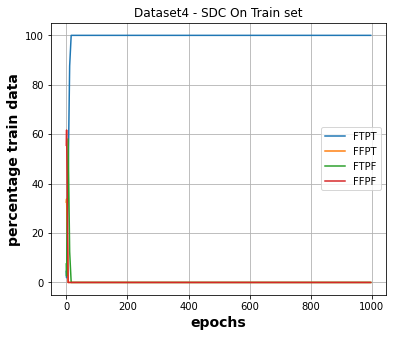 Dataset4 - SDC On Train set
percentage train data
100
80
60
40
20
0
FTPT
FFPT
FTPF
FFPF
0 200 400 600 800 1000
epochs